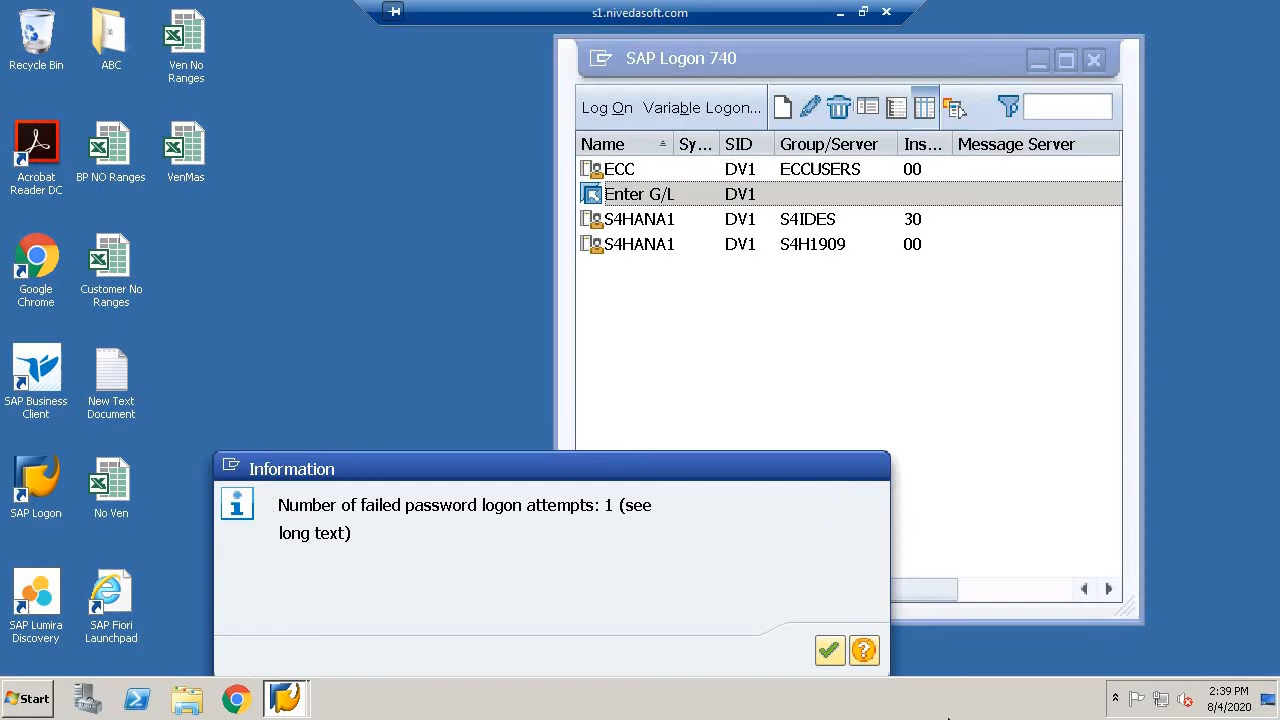 s1.nivedasoft.com
Recycle Bin
ABC
Ven No
Ranges
Acrobat
Reader DC
BP NO Ranges
VenMas
Google
Chrome
Customer No
Ranges
SAP Business
Client
New Text
Document
SAP Logon
No Ven
SAP Lumira
Discovery
SAP Fiori
Launchpad
SAP Logon 740
Log On Variable Logon...
Name Sy... SID Group/Server Ins... Message Server
ECC DV1 ECCUSERS 00
Enter G/L DV1
S4HANA1 DV1 S4IDES 30
S4HANA1 DV1 S4H1909 00
Information
Number of failed password logon attempts: 1 (see
long text)
Start
2:39 PM
8/4/2020